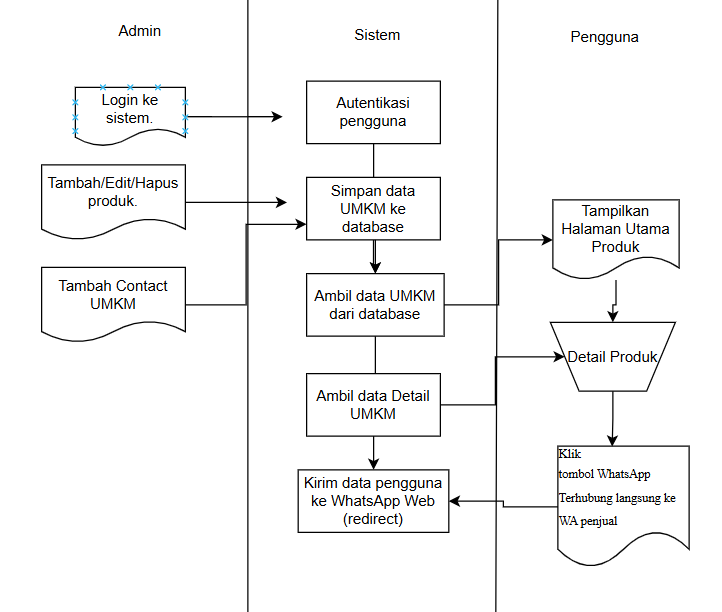 Admin
Sistem
Pengguna
Login ke
sistem.
Tambah/Edit/Hapus
produk.
Tambah Contact
UMKM
Autentikasi
pengguna
Simpan data
UMKM ke
database
Ambil data UMKM
dari database
Ambil data Detail
UMKM
Kirim data pengguna
ke WhatsApp Web
(redirect)
Tampilkan
Halaman Utama
Produk
Detail Produk
Klik
tombol WhatsApp
Terhubung langsung ke
WA penjual